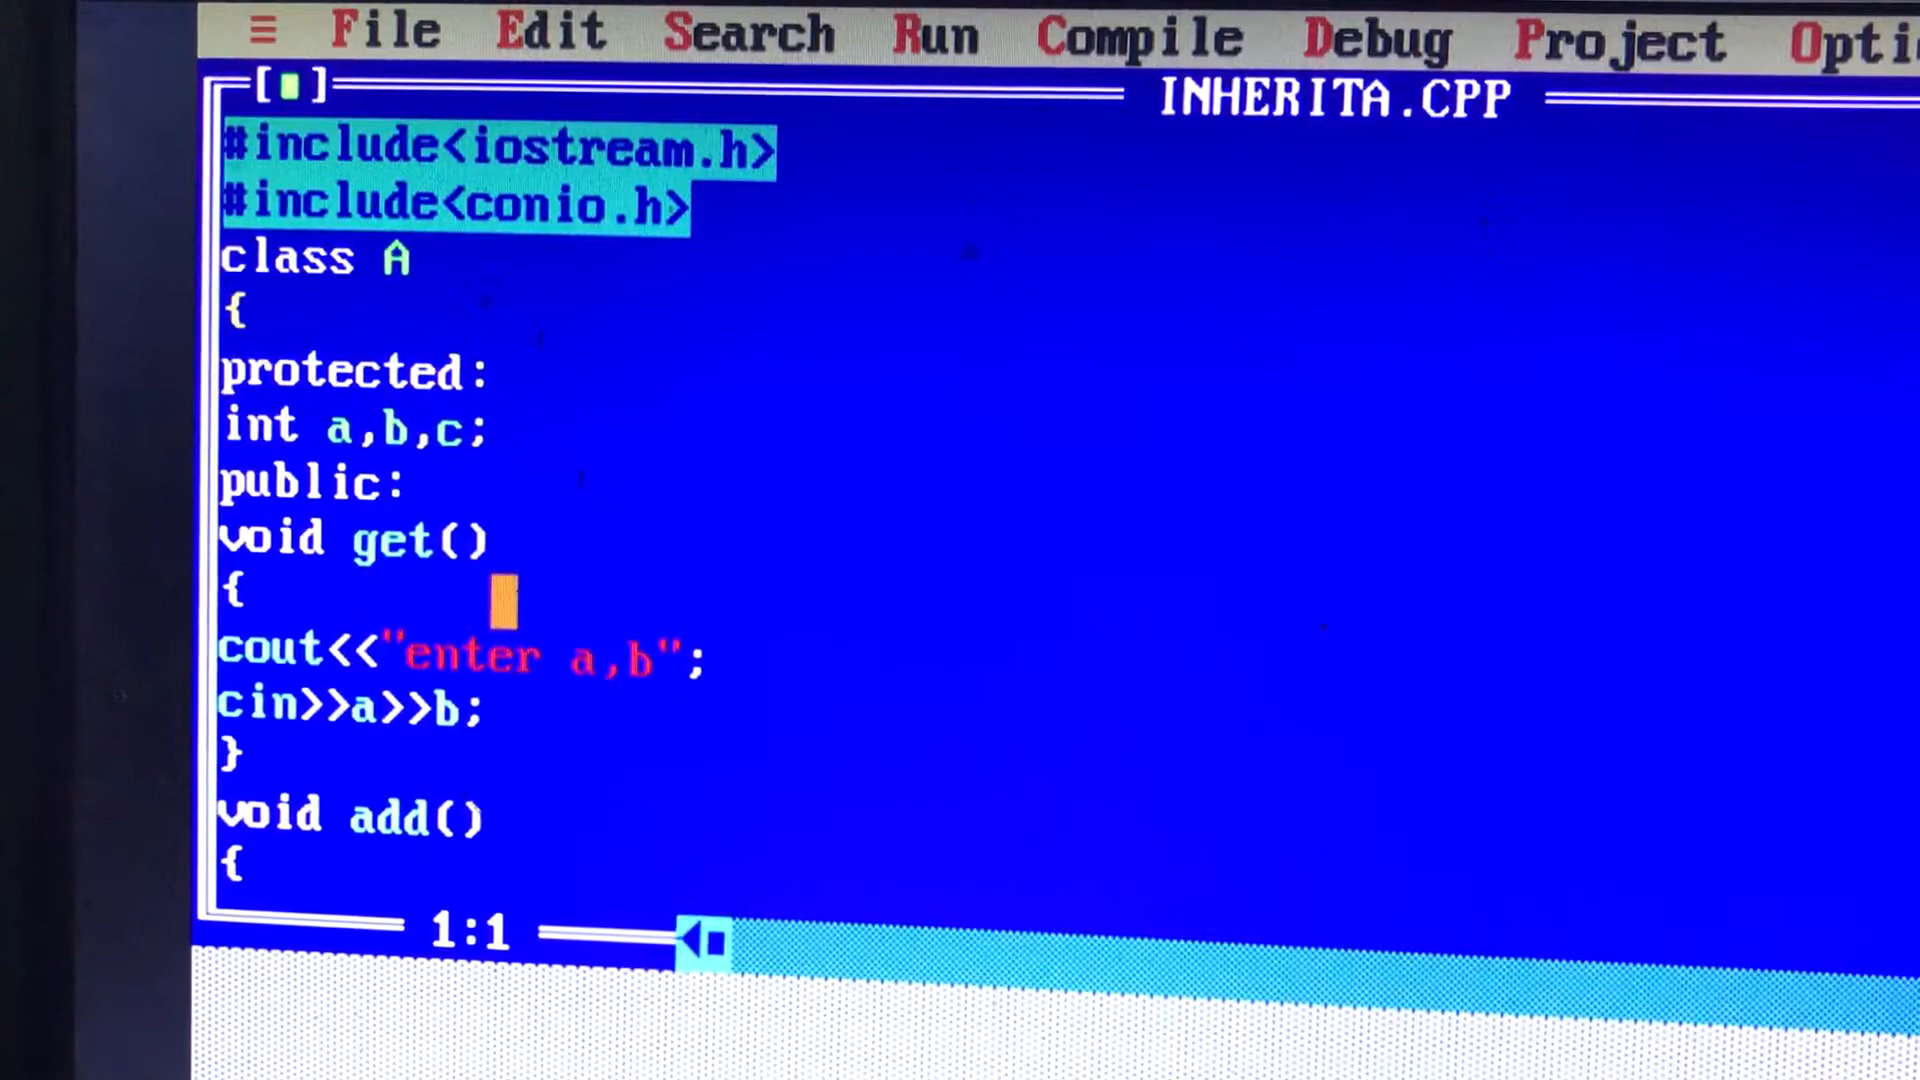 ≡ File Edit Search Run Compile Debug Project Opti
[ ] INHERITA.CPP
#include<iostream.h>
#include<conio.h>
class A
{
protected:
int a,b,c;
public:
void get()
{
cout<<"enter a,b";
cin>>a>>b;
}
void add()
{
1:1